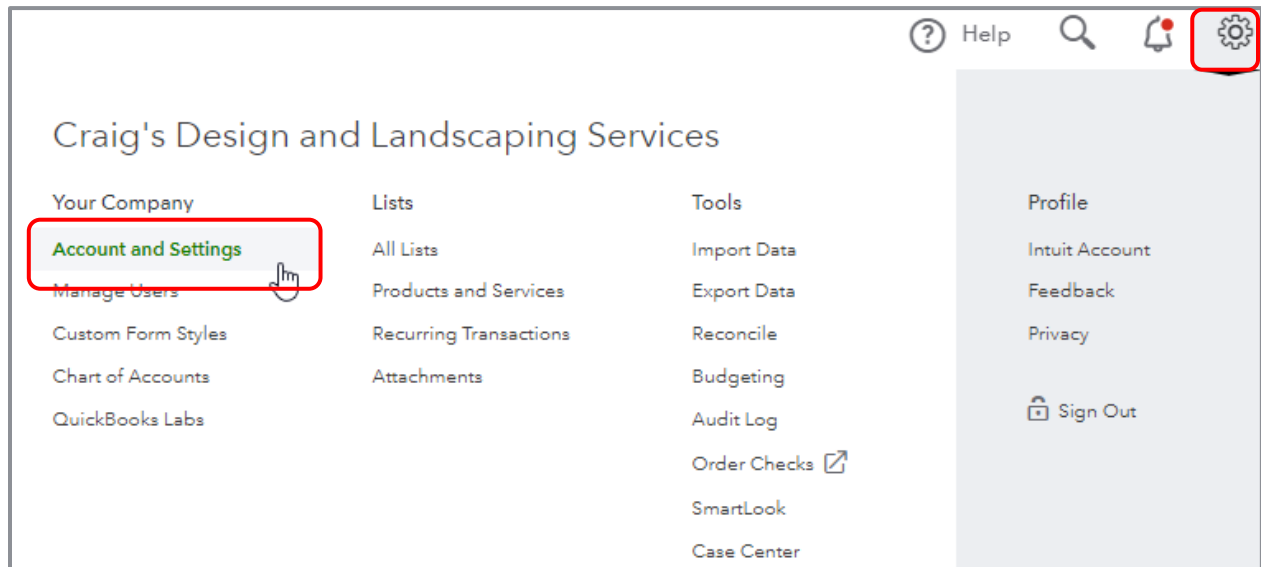 ? Help
Craig's Design and Landscaping Services
Your Company
Account and Settings
Manage Users
Custom Form Styles
Chart of Accounts
QuickBooks Labs
Lists
All Lists
Products and Services
Recurring Transactions
Attachments
Tools
Import Data
Export Data
Reconcile
Budgeting
Audit Log
Order Checks
SmartLook
Case Center
Profile
Intuit Account
Feedback
Privacy
Sign Out